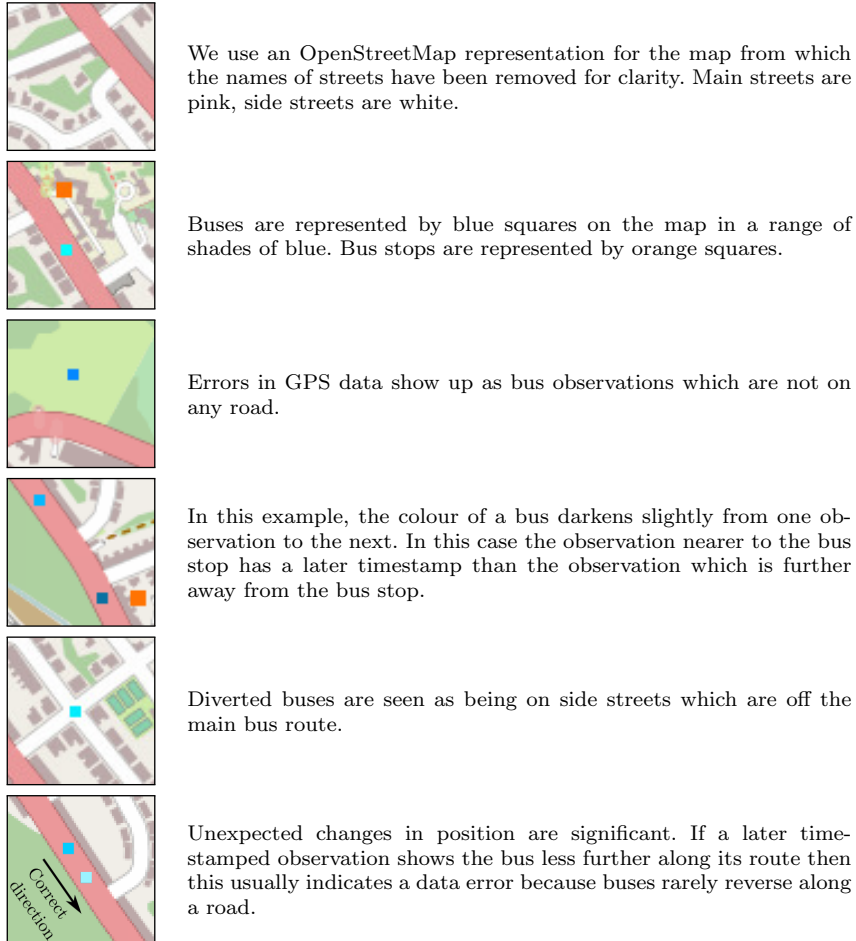 We use an OpenStreetMap representation for the map from which
the names of streets have been removed for clarity. Main streets are
pink, side streets are white.
Buses are represented by blue squares on the map in a range of
shades of blue. Bus stops are represented by orange squares.
Errors in GPS data show up as bus observations which are not on
any road.
In this example, the colour of a bus darkens slightly from one ob-
servation to the next. In this case the observation nearer to the bus
stop has a later timestamp than the observation which is further
away from the bus stop.
Diverted buses are seen as being on side streets which are off the
main bus route.
Correct
direction
Unexpected changes in position are significant. If a later time-
stamped observation shows the bus less further along its route then
this usually indicates a data error because buses rarely reverse along
a road.